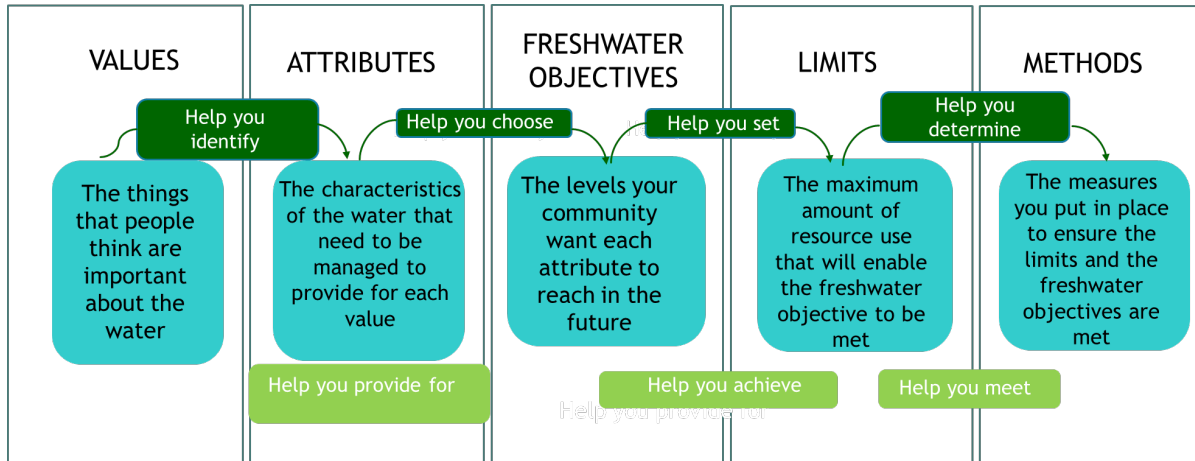 VALUES
ATTRIBUTES
FRESHWATER
OBJECTIVES
LIMITS
METHODS
Help you
identify
Help you choose
Help you set
Help you
determine
The things
that people
think are
important
about the
water
The characteristics
of the water that
need to be
managed to
provide for each
value
The levels your
community
want each
attribute to
reach in the
future
The maximum
amount of
resource use
that will enable
the freshwater
objective to be
met
The measures
you put in place
to ensure the
limits and the
freshwater
objectives are
met
Help you provide for
Help you achieve
Help you meet
Help you provide for